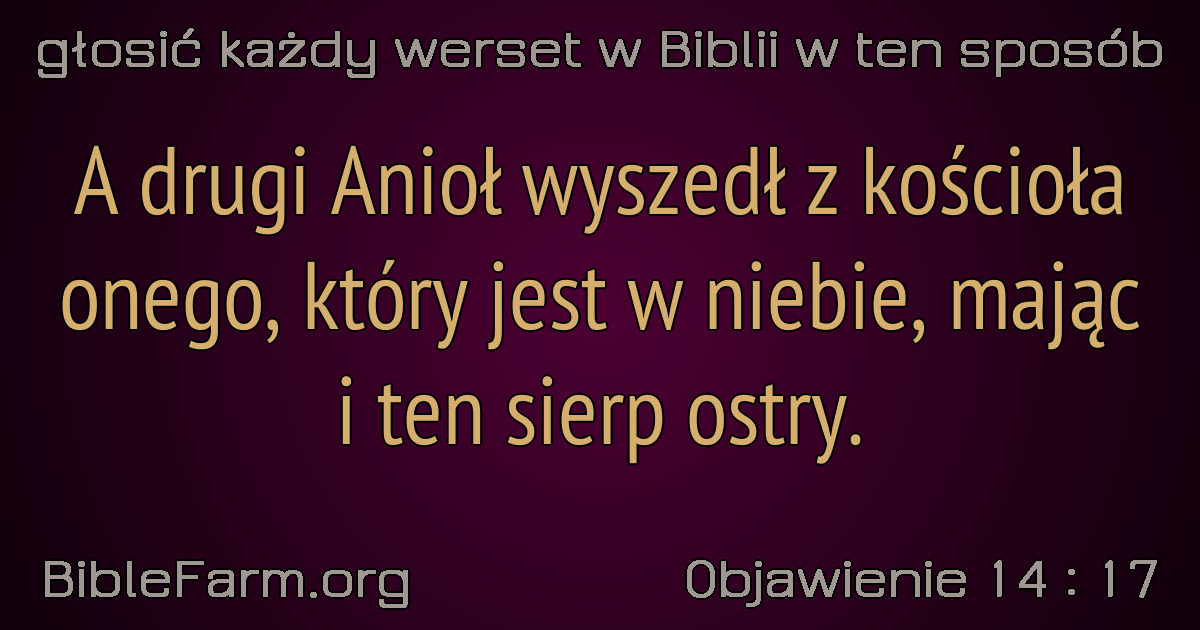 głosić każdy werset w Biblii w ten sposób
A drugi Anioł wyszedł z kościoła
onego, który jest w niebie, mając
i ten sierp ostry.
BibleFarm.org
Objawienie 14 : 17